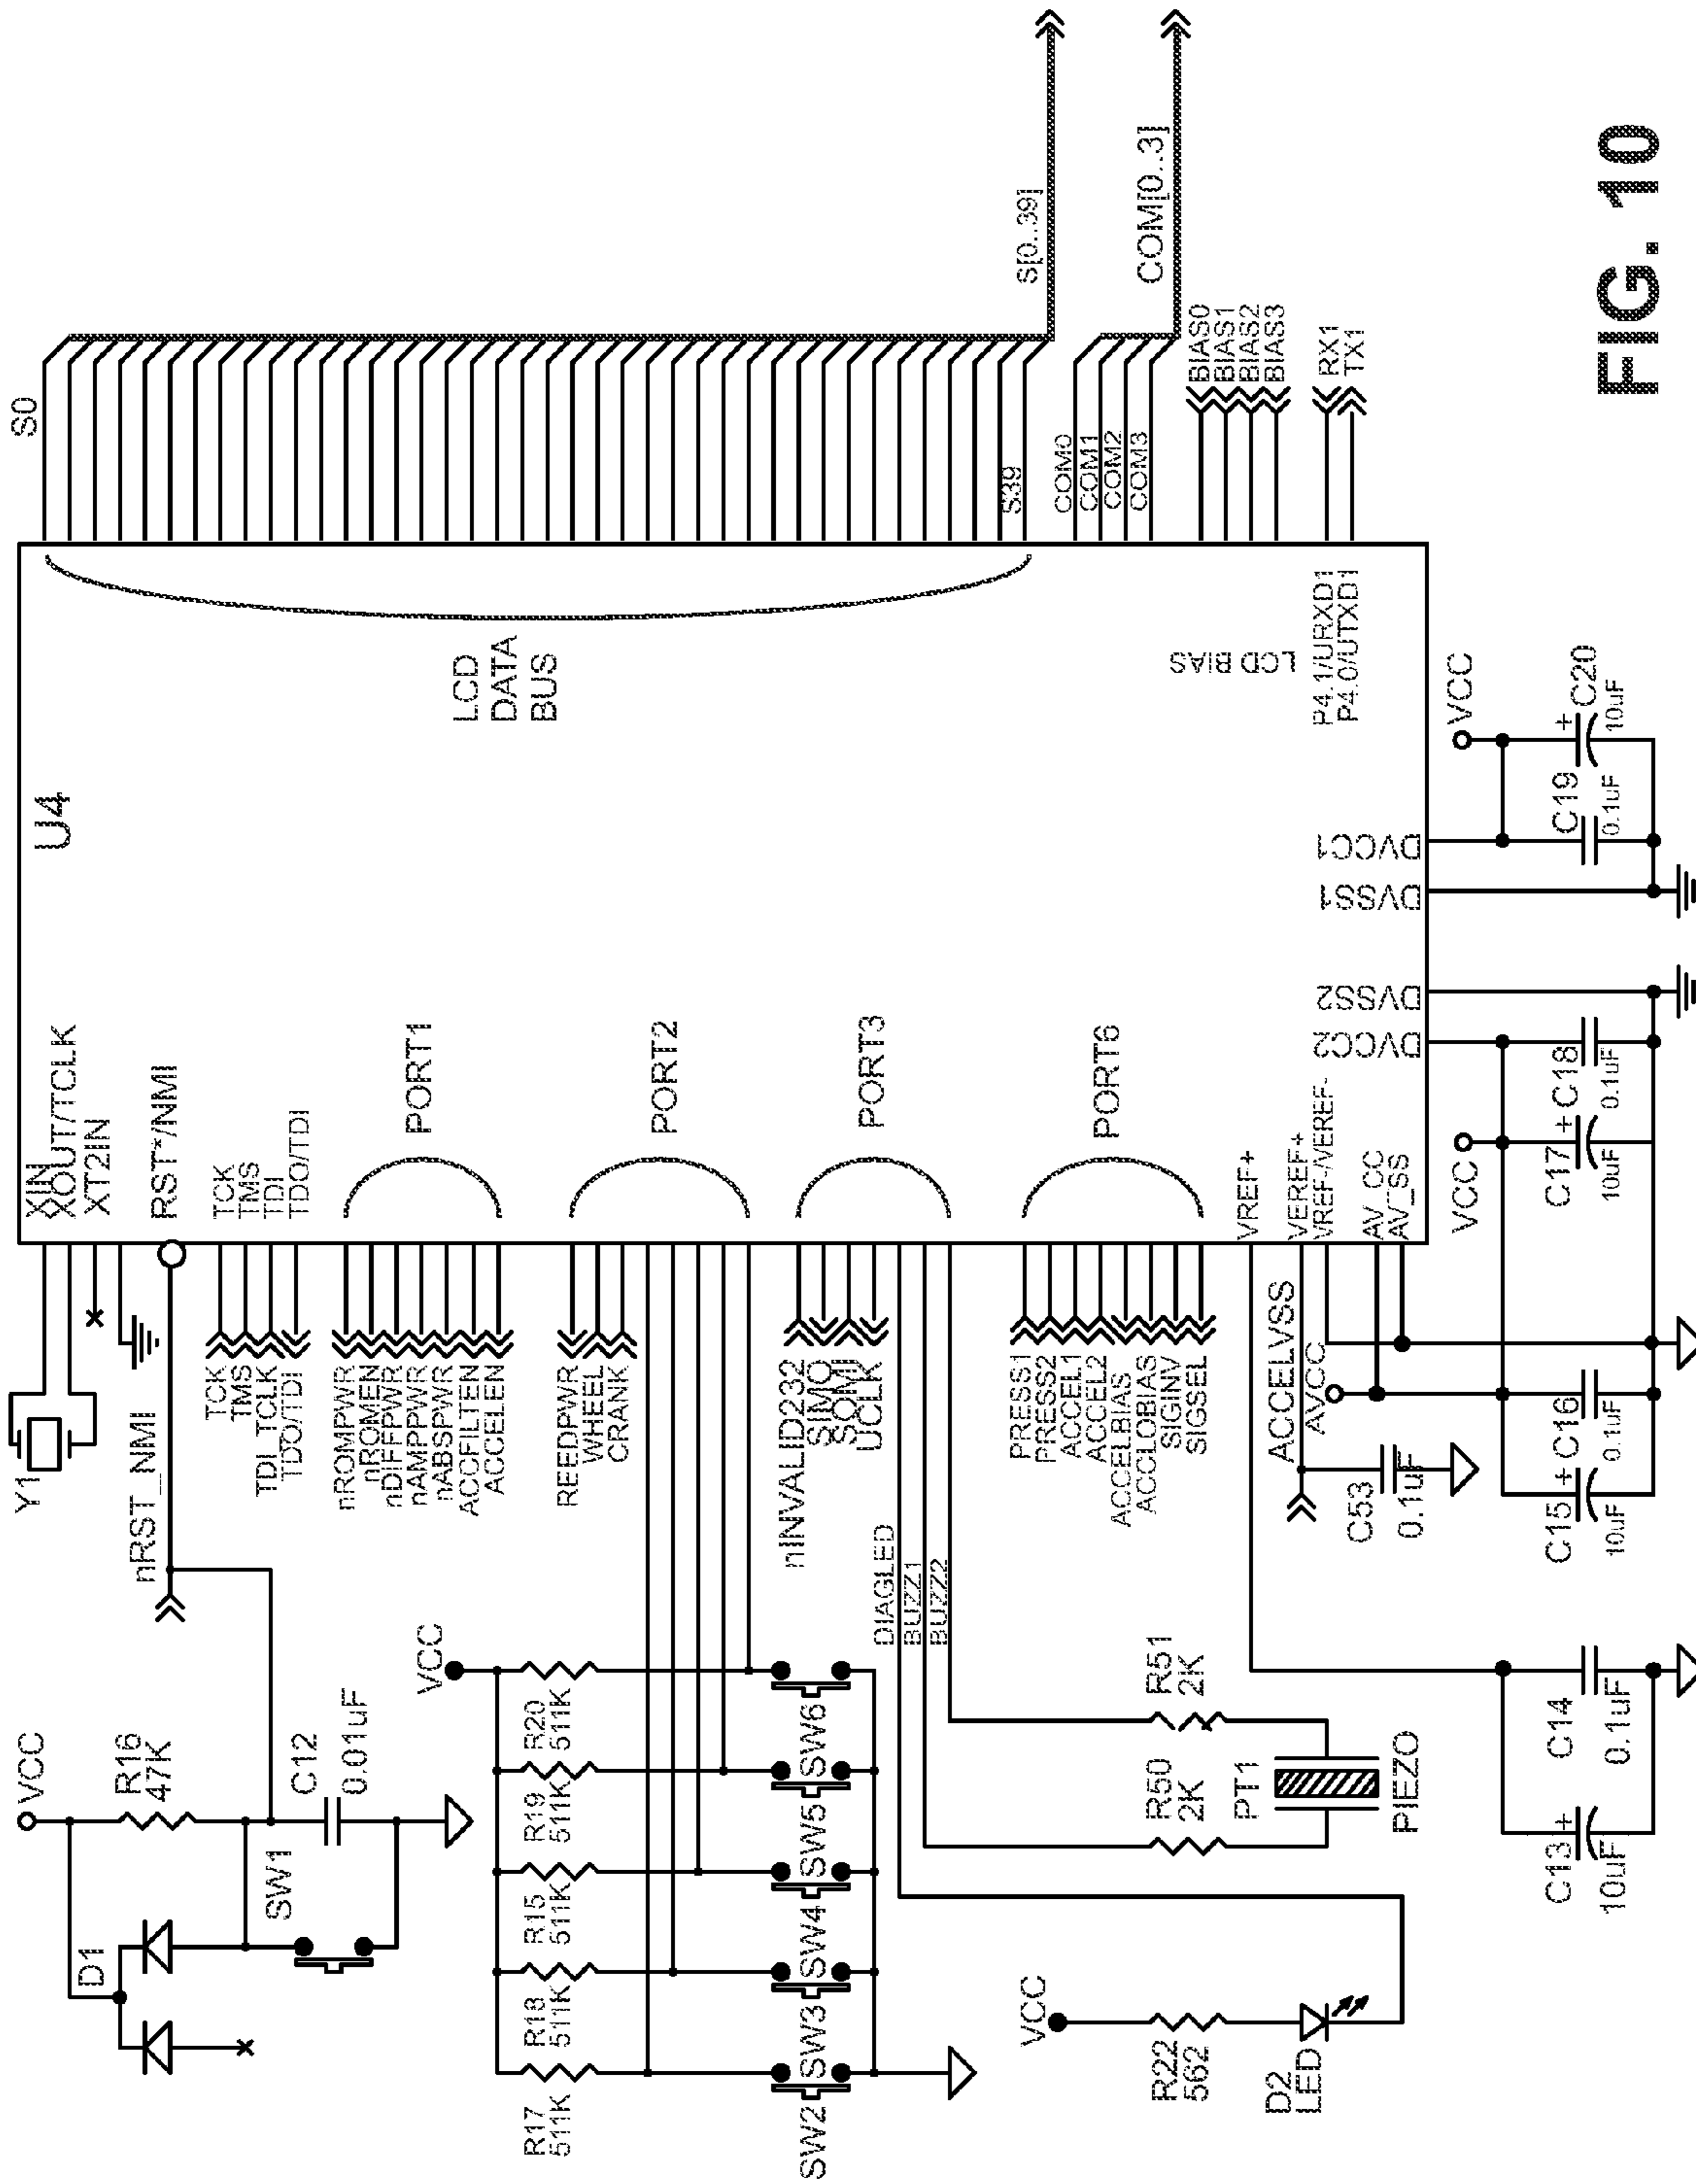 S0
S39
S[0..39]
COM0
COM1
COM2
COM3
COM[0..3]
BIAS0
BIAS1
BIAS2
BIAS3
RX1
TX1
U4
LCD
DATA
BUS
LCD BIAS
P4.1/URXD1
P4.0/UTXD1
XIN
XOUT/TCLK
XT2IN
RST*/NMI
TCK
TMS
TDI
TDO/TDI
PORT1
PORT2
PORT3
PORT6
VREF+
VEREF+
VREF-/VEREF-
AV_CC
AV_SS
DVCC2
DVSS2
DVSS1
DVCC1
Y1
nRST_NMI
TCK
TMS
TDI_TCLK
TDO/TDI
nROMPWR
nROMEN
nDIFFPWR
nAMPPWR
nABSPWR
ACCFILTEN
ACCELEN
REEDPWR
WHEEL
CRANK
nINVALID232
SIMO
SOMI
UCLK
DIAGLED
BUZZ1
BUZZ2
PRESS1
PRESS2
ACCEL1
ACCEL2
ACCELBIAS
ACCLOBIAS
SIGINV
SIGSEL
ACCELVSS
AVCC
VCC
R16
47K
C12
0.01uF
D1
SW1
VCC
R17
511K
R18
511K
R15
511K
R19
511K
R20
511K
SW2
SW3
SW4
SW5
SW6
VCC
R22
562
D2
LED
R50
2K
R51
2K
PT1
PIEZO
C13 +
10uF
C14
0.1uF
C53
0.1uF
C15 +
10uF
C16
0.1uF
VCC
C17 +
10uF
C18
0.1uF
VCC
C19
0.1uF
+ C20
10uF
FIG. 10